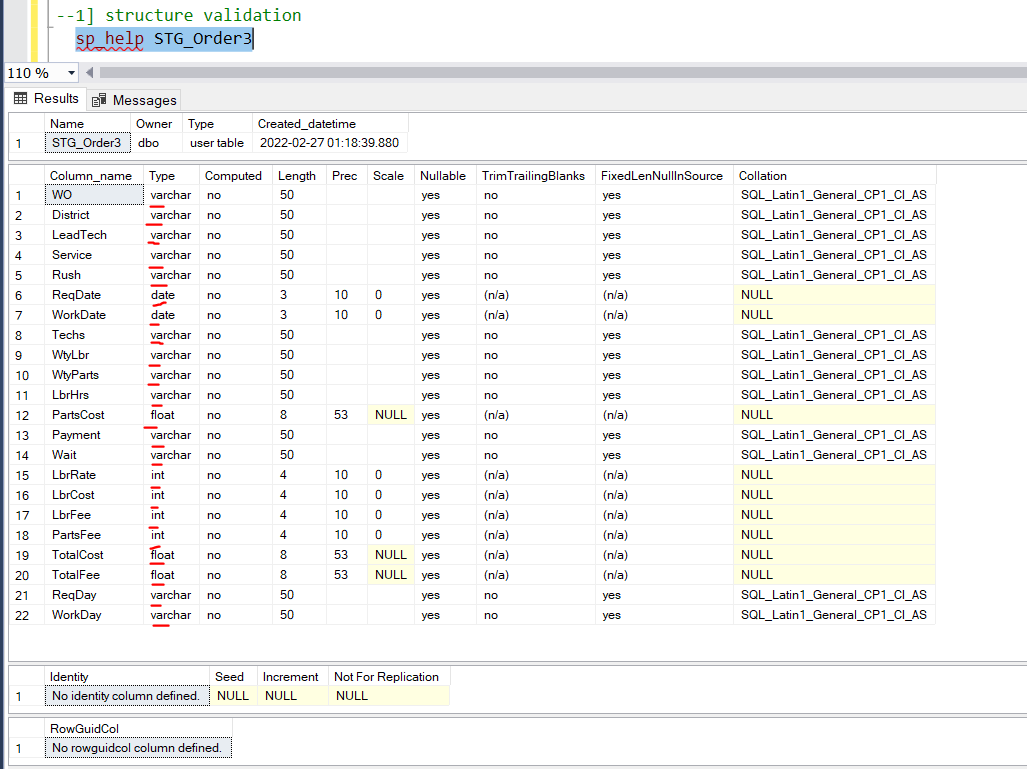 --1] structure validation
sp_help STG_Order3
110 %
Results Messages
Name Owner Type Created_datetime
1 STG_Order3 dbo user table 2022-02-27 01:18:39.880
Column_name Type Computed Length Prec Scale Nullable TrimTrailingBlanks FixedLenNullInSource Collation
1 WO varchar no 50 yes no yes SQL_Latin1_General_CP1_CI_AS
2 District varchar no 50 yes no yes SQL_Latin1_General_CP1_CI_AS
3 LeadTech varchar no 50 yes no yes SQL_Latin1_General_CP1_CI_AS
4 Service varchar no 50 yes no yes SQL_Latin1_General_CP1_CI_AS
5 Rush varchar no 50 yes no yes SQL_Latin1_General_CP1_CI_AS
6 ReqDate date no 3 10 0 yes (n/a) (n/a) NULL
7 WorkDate date no 3 10 0 yes (n/a) (n/a) NULL
8 Techs varchar no 50 yes no yes SQL_Latin1_General_CP1_CI_AS
9 WtyLbr varchar no 50 yes no yes SQL_Latin1_General_CP1_CI_AS
10 WtyParts varchar no 50 yes no yes SQL_Latin1_General_CP1_CI_AS
11 LbrHrs varchar no 50 yes no yes SQL_Latin1_General_CP1_CI_AS
12 PartsCost float no 8 53 NULL yes (n/a) (n/a) NULL
13 Payment varchar no 50 yes no yes SQL_Latin1_General_CP1_CI_AS
14 Wait varchar no 50 yes no yes SQL_Latin1_General_CP1_CI_AS
15 LbrRate int no 4 10 0 yes (n/a) (n/a) NULL
16 LbrCost int no 4 10 0 yes (n/a) (n/a) NULL
17 LbrFee int no 4 10 0 yes (n/a) (n/a) NULL
18 PartsFee int no 4 10 0 yes (n/a) (n/a) NULL
19 TotalCost float no 8 53 NULL yes (n/a) (n/a) NULL
20 TotalFee float no 8 53 NULL yes (n/a) (n/a) NULL
21 ReqDay varchar no 50 yes no yes SQL_Latin1_General_CP1_CI_AS
22 WorkDay varchar no 50 yes no yes SQL_Latin1_General_CP1_CI_AS
Identity Seed Increment Not For Replication
1 No identity column defined. NULL NULL NULL
RowGuidCol
1 No rowguidcol column defined.